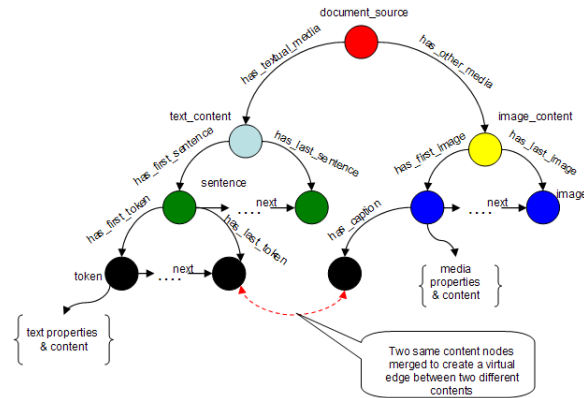 document_source
has_textual_media
has_other_media
text_content
image_content
has_first_sentence
has_last_sentence
has_first_image
has_last_image
sentence
.... next
.... next
image
has_first_token
has_last_token
has_caption
token
.... next
{ media
properties
& content }
{ text properties
& content }
Two same content nodes
merged to create a virtual
edge between two different
contents